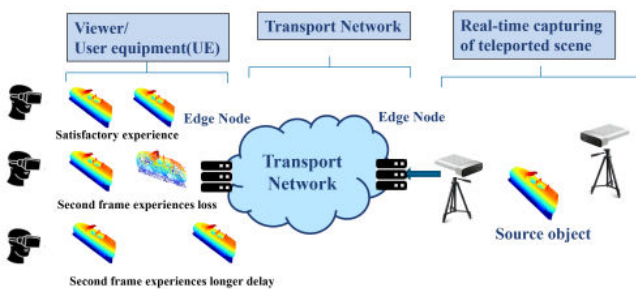 Viewer/
User equipment(UE)
Transport Network
Real-time capturing
of teleported scene
Edge Node
Edge Node
Satisfactory experience
Transport
Network
Second frame experiences loss
Source object
Second frame experiences longer delay